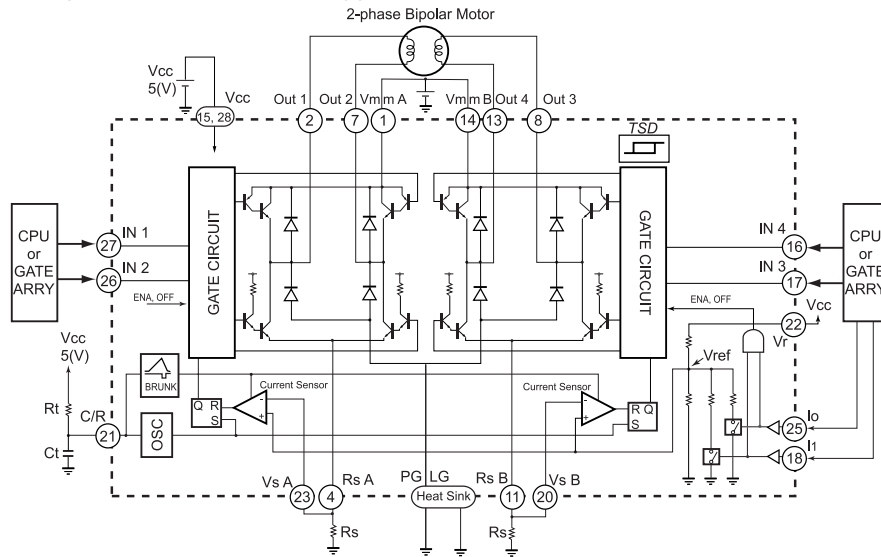 2-phase Bipolar Motor
Vcc
5(V)
Vcc
15, 28
Out 1
2
Out 2
7
Vmm A
1
Vmm B
14
Out 4
13
Out 3
8
TSD
CPU
or
GATE
ARRY
IN 1
27
IN 2
26
GATE CIRCUIT
ENA, OFF
GATE CIRCUIT
ENA, OFF
IN 4
16
IN 3
17
CPU
or
GATE
ARRY
22
Vcc
Vr
Vref
Vcc
5(V)
Rt
C/R
21
Ct
BRUNK
OSC
Q R
S
Current Sensor
-
+
Current Sensor
-
+
R Q
S
Io
25
I1
18
Vs A
23
Rs A
4
Rs
PG LG
Heat Sink
Rs B
11
Vs B
20
Rs